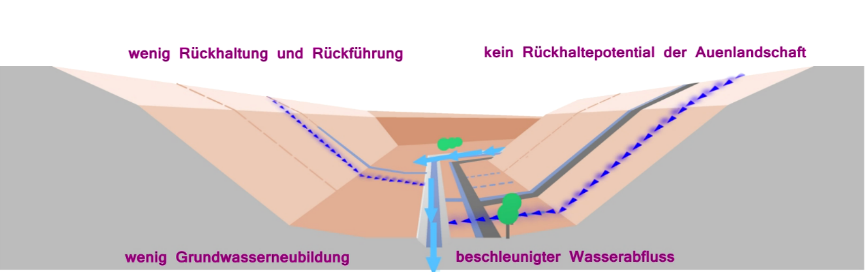 wenig Rückhaltung und Rückführung
kein Rückhaltepotential der Auenlandschaft
wenig Grundwasserneubildung
beschleunigter Wasserabfluss